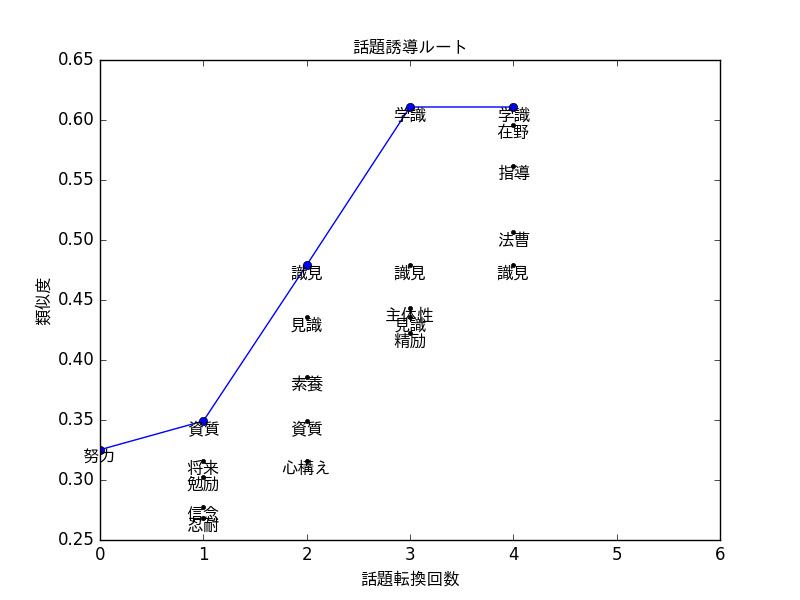 話題誘導ルート
0.65
0.60
0.55
0.50
0.45
0.40
0.35
0.30
0.25
類似度
学識
学識
在野
指導
法曹
識見
識見
識見
主体性
見識
見識
精励
素養
資質
資質
努力
将来
心構え
勉励
信念
忍耐
0 1 2 3 4 5 6
話題転換回数